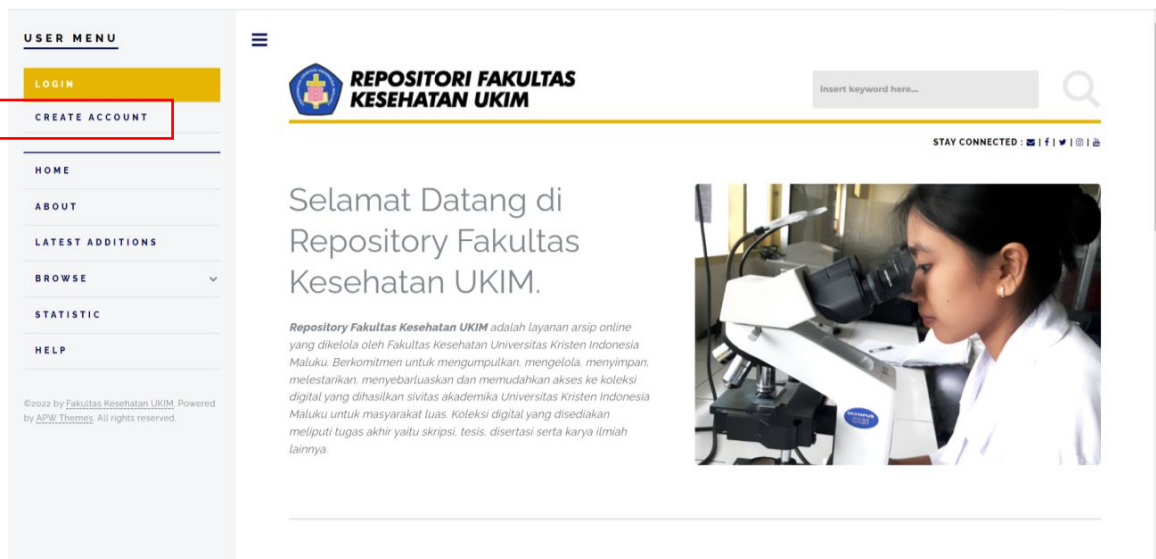 USER MENU
LOGIN
CREATE ACCOUNT
HOME
ABOUT
LATEST ADDITIONS
BROWSE
STATISTIC
HELP
©2022 by Fakultas Kesehatan UKIM. Powered
by APW Themes. All rights reserved.
REPOSITORI FAKULTAS
KESEHATAN UKIM
insert keyword here...
STAY CONNECTED : | | | |
Selamat Datang di
Repository Fakultas
Kesehatan UKIM.
Repository Fakultas Kesehatan UKIM adalah layanan arsip online
yang dikelola oleh Fakultas Kesehatan Universitas Kristen Indonesia
Maluku. Berkomitmen untuk mengumpulkan, mengelola, menyimpan,
melestarikan, menyebarluaskan dan memudahkan akses ke koleksi
digital yang dihasilkan sivitas akademika Universitas Kristen Indonesia
Maluku untuk masyarakat luas. Koleksi digital yang disediakan
meliputi tugas akhir yaitu skripsi, tesis, disertasi serta karya ilmiah
lainnya.
OLYMPUS